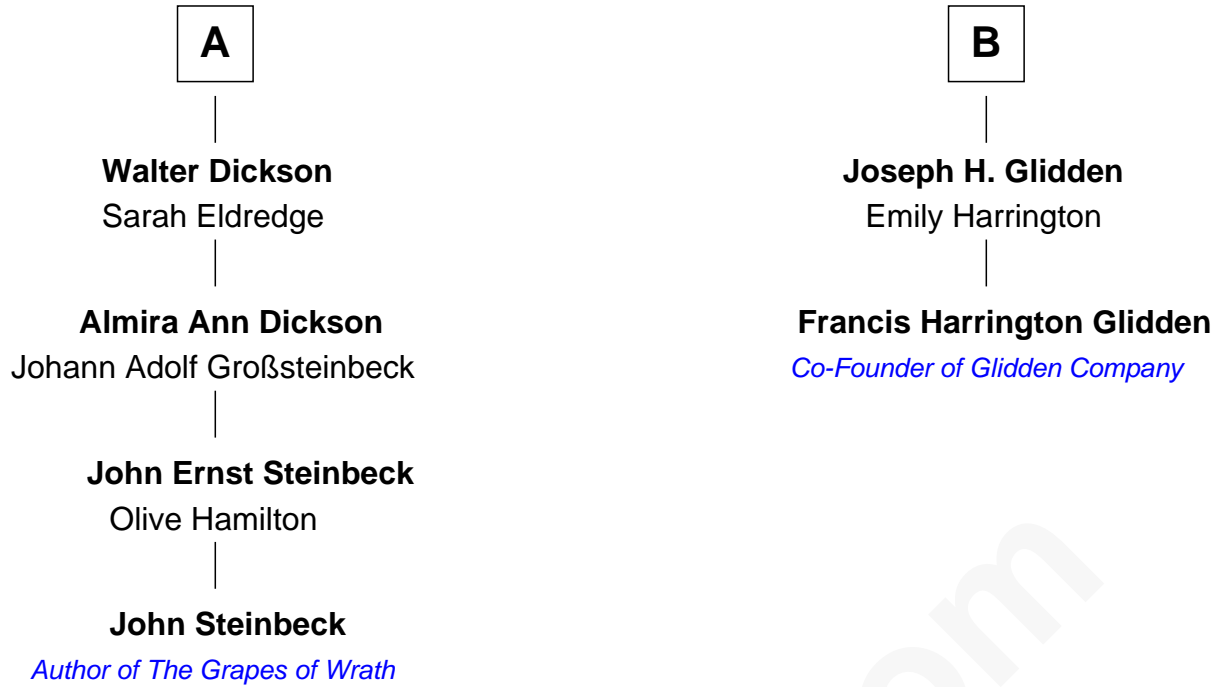 A
Walter Dickson
Sarah Eldredge
Almira Ann Dickson
Johann Adolf Großsteinbeck
John Ernst Steinbeck
Olive Hamilton
John Steinbeck
Author of The Grapes of Wrath
B
Joseph H. Glidden
Emily Harrington
Francis Harrington Glidden
Co-Founder of Glidden Company
om